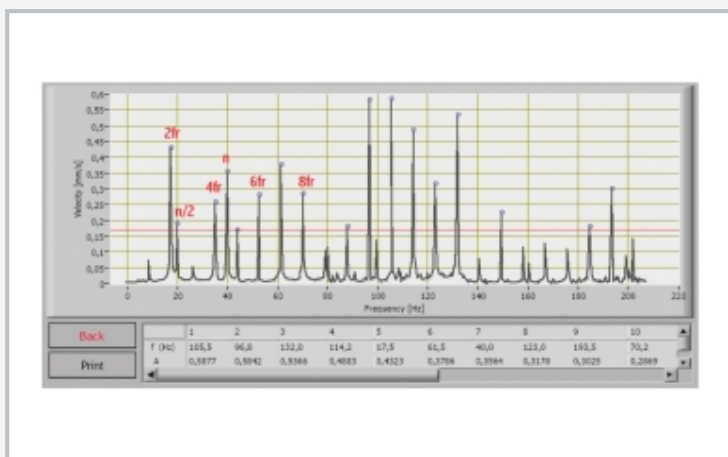 0,6
2fr
0,55
0,5
0,45
n
0,4
0,35
4fr
6fr
8fr
0,3
n/2
0,25
0,2
0,15
0,1
0,05
0
Velocity [mm/s]
0 20 40 60 80 100 120 140 160 180 200 220
Frequency [Hz]
Back
Print
1 2 3 4 5 6 7 8 9 10
f (Hz) 105,5 96,8 132,0 114,2 17,5 61,5 40,0 123,0 193,5 70,2
A 0,5877 0,5842 0,5366 0,4883 0,4323 0,3786 0,3564 0,3178 0,3025 0,2869